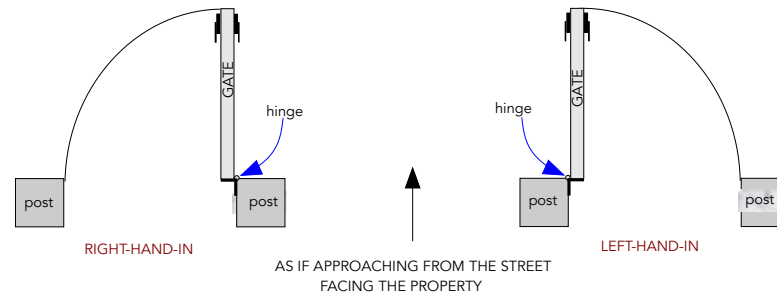 GATE
hinge
post
post
RIGHT-HAND-IN
GATE
hinge
post
post
LEFT-HAND-IN
AS IF APPROACHING FROM THE STREET
FACING THE PROPERTY